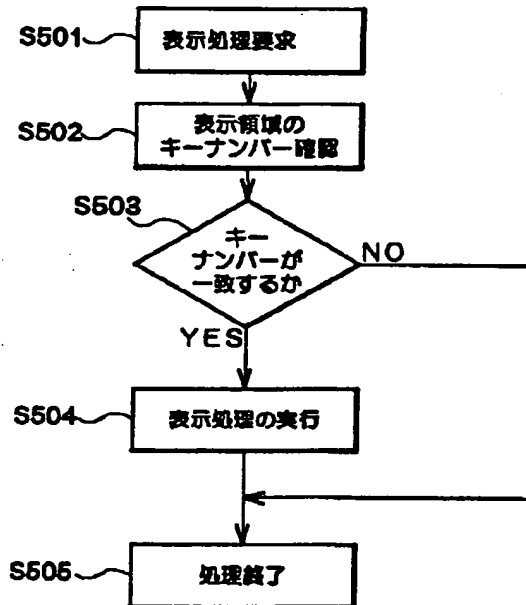 S501
表示処理要求
S502
表示領域の
キーナンバー確認
S503
キー
ナンバーが
一致するか
NO
YES
S504
表示処理の実行
S505
処理終了